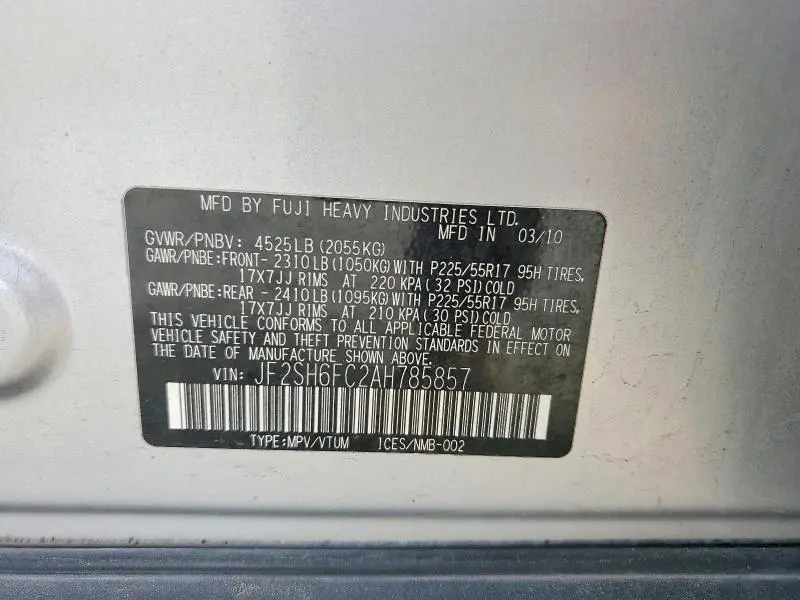 MFD BY FUJI HEAVY INDUSTRIES LTD.
MFD IN 03/10
GVWR/PNBV: 4525LB(2055KG)
GAWR/PNBE:FRONT- 2310LB(1050KG)WITH P225/55R17 95H TIRES,
17X7JJ RIMS AT 220 KPA(32 PSI)COLD
GAWR/PNBE:REAR - 2410LB(1095KG)WITH P225/55R17 95H TIRES,
17X7JJ RIMS AT 210 KPA(30 PSI)COLD
THIS VEHICLE CONFORMS TO ALL APPLICABLE FEDERAL MOTOR
VEHICLE SAFETY AND THEFT PREVENTION STANDARDS IN EFFECT ON
THE DATE OF MANUFACTURE SHOWN ABOVE.
VIN: JF2SH6FC2AH785857
TYPE:MPV/VTUM ICES/NMB-002